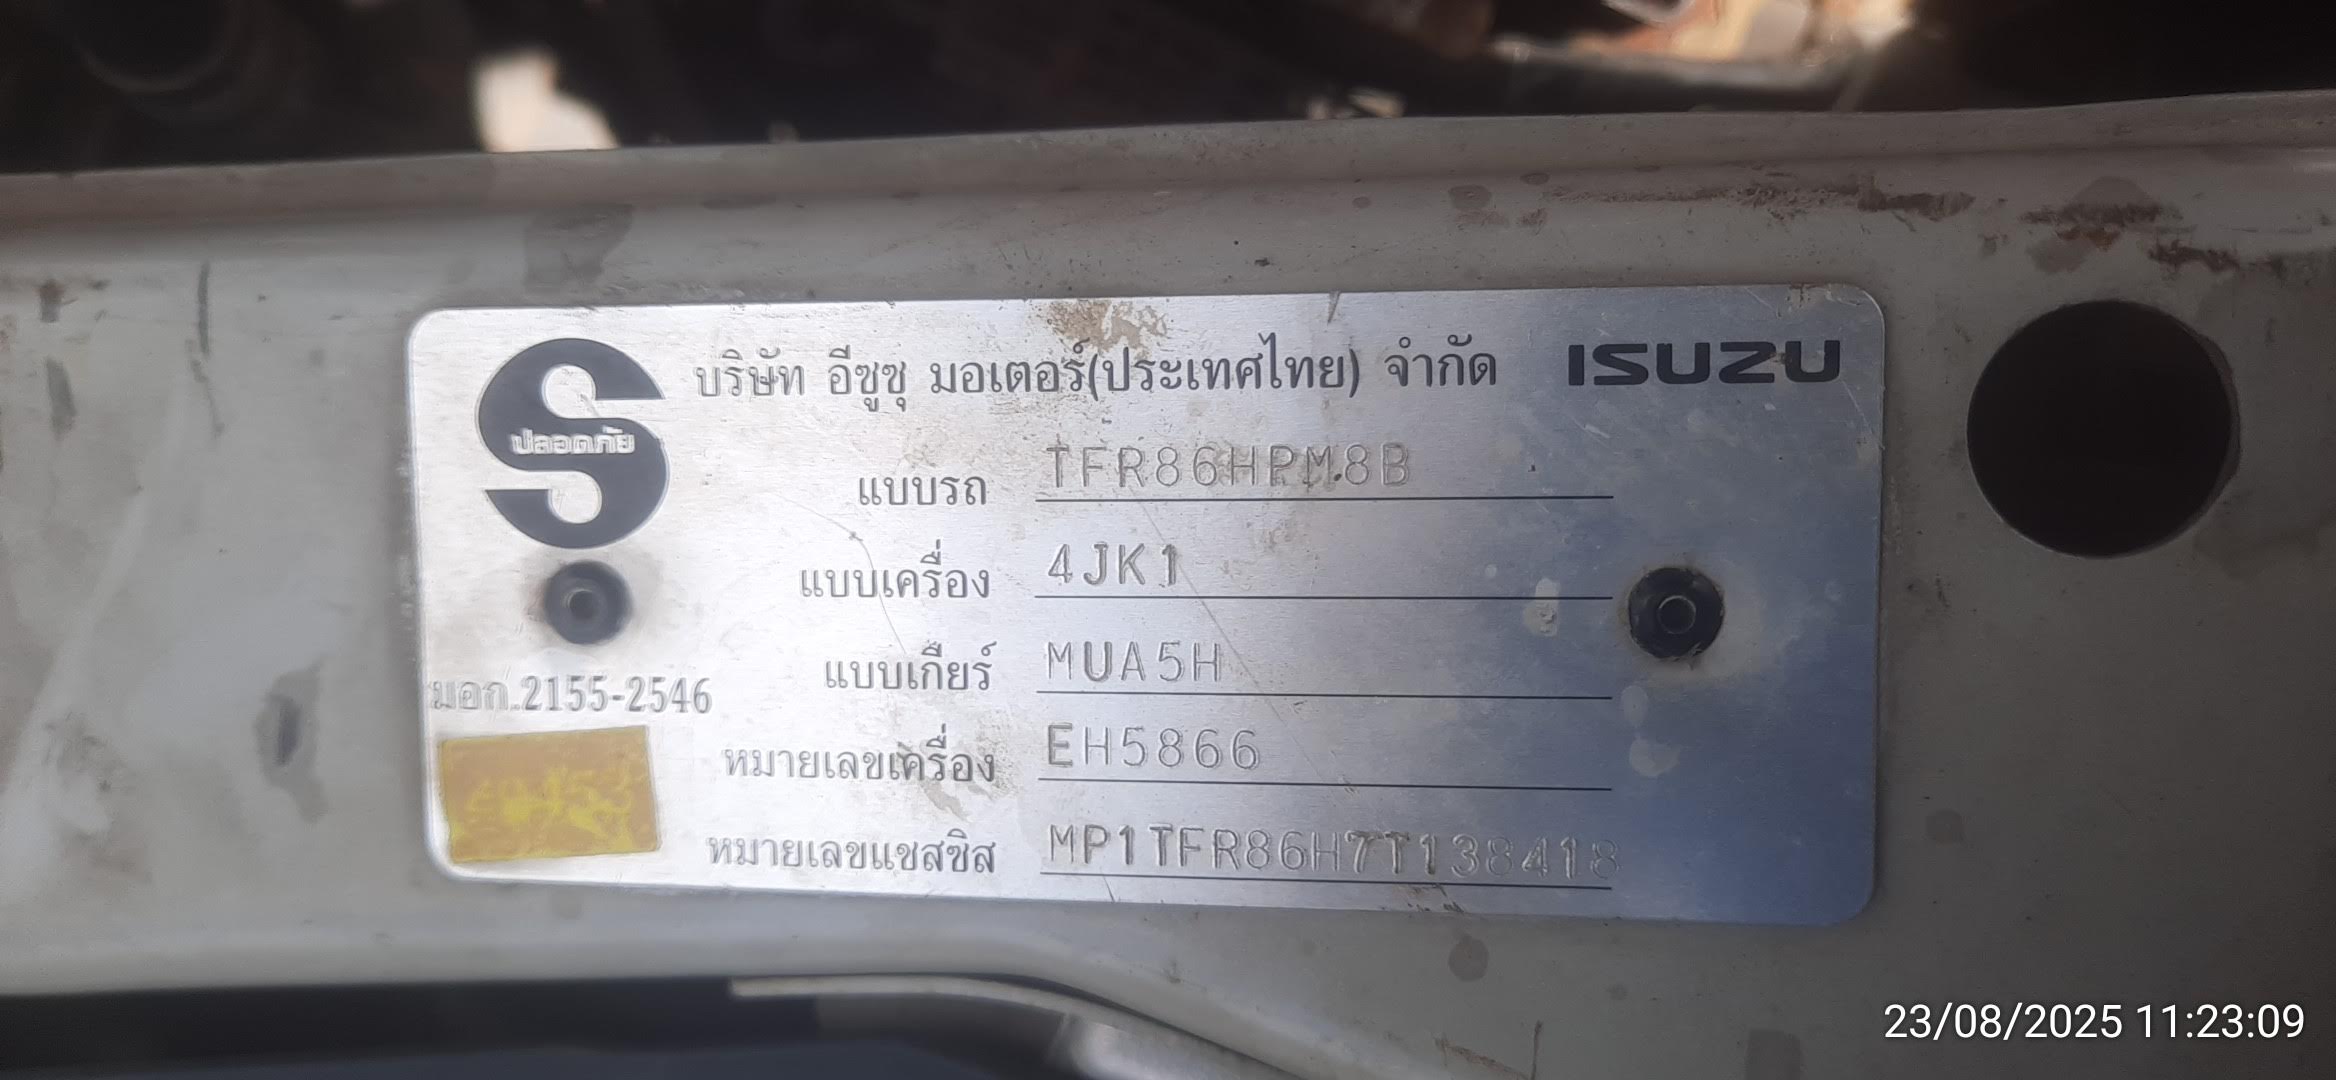 บริษัท อีซูซุ มอเตอร์(ประเทศไทย) จำกัด ISUZU
ปลอดภัย
แบบรถ TFR86HPM8B
แบบเครื่อง 4JK1
แบบเกียร์ MUA5H
มอก.2155-2546
หมายเลขเครื่อง EH5866
หมายเลขแชสซิส MP1TFR86H7T138418
23/08/2025 11:23:09